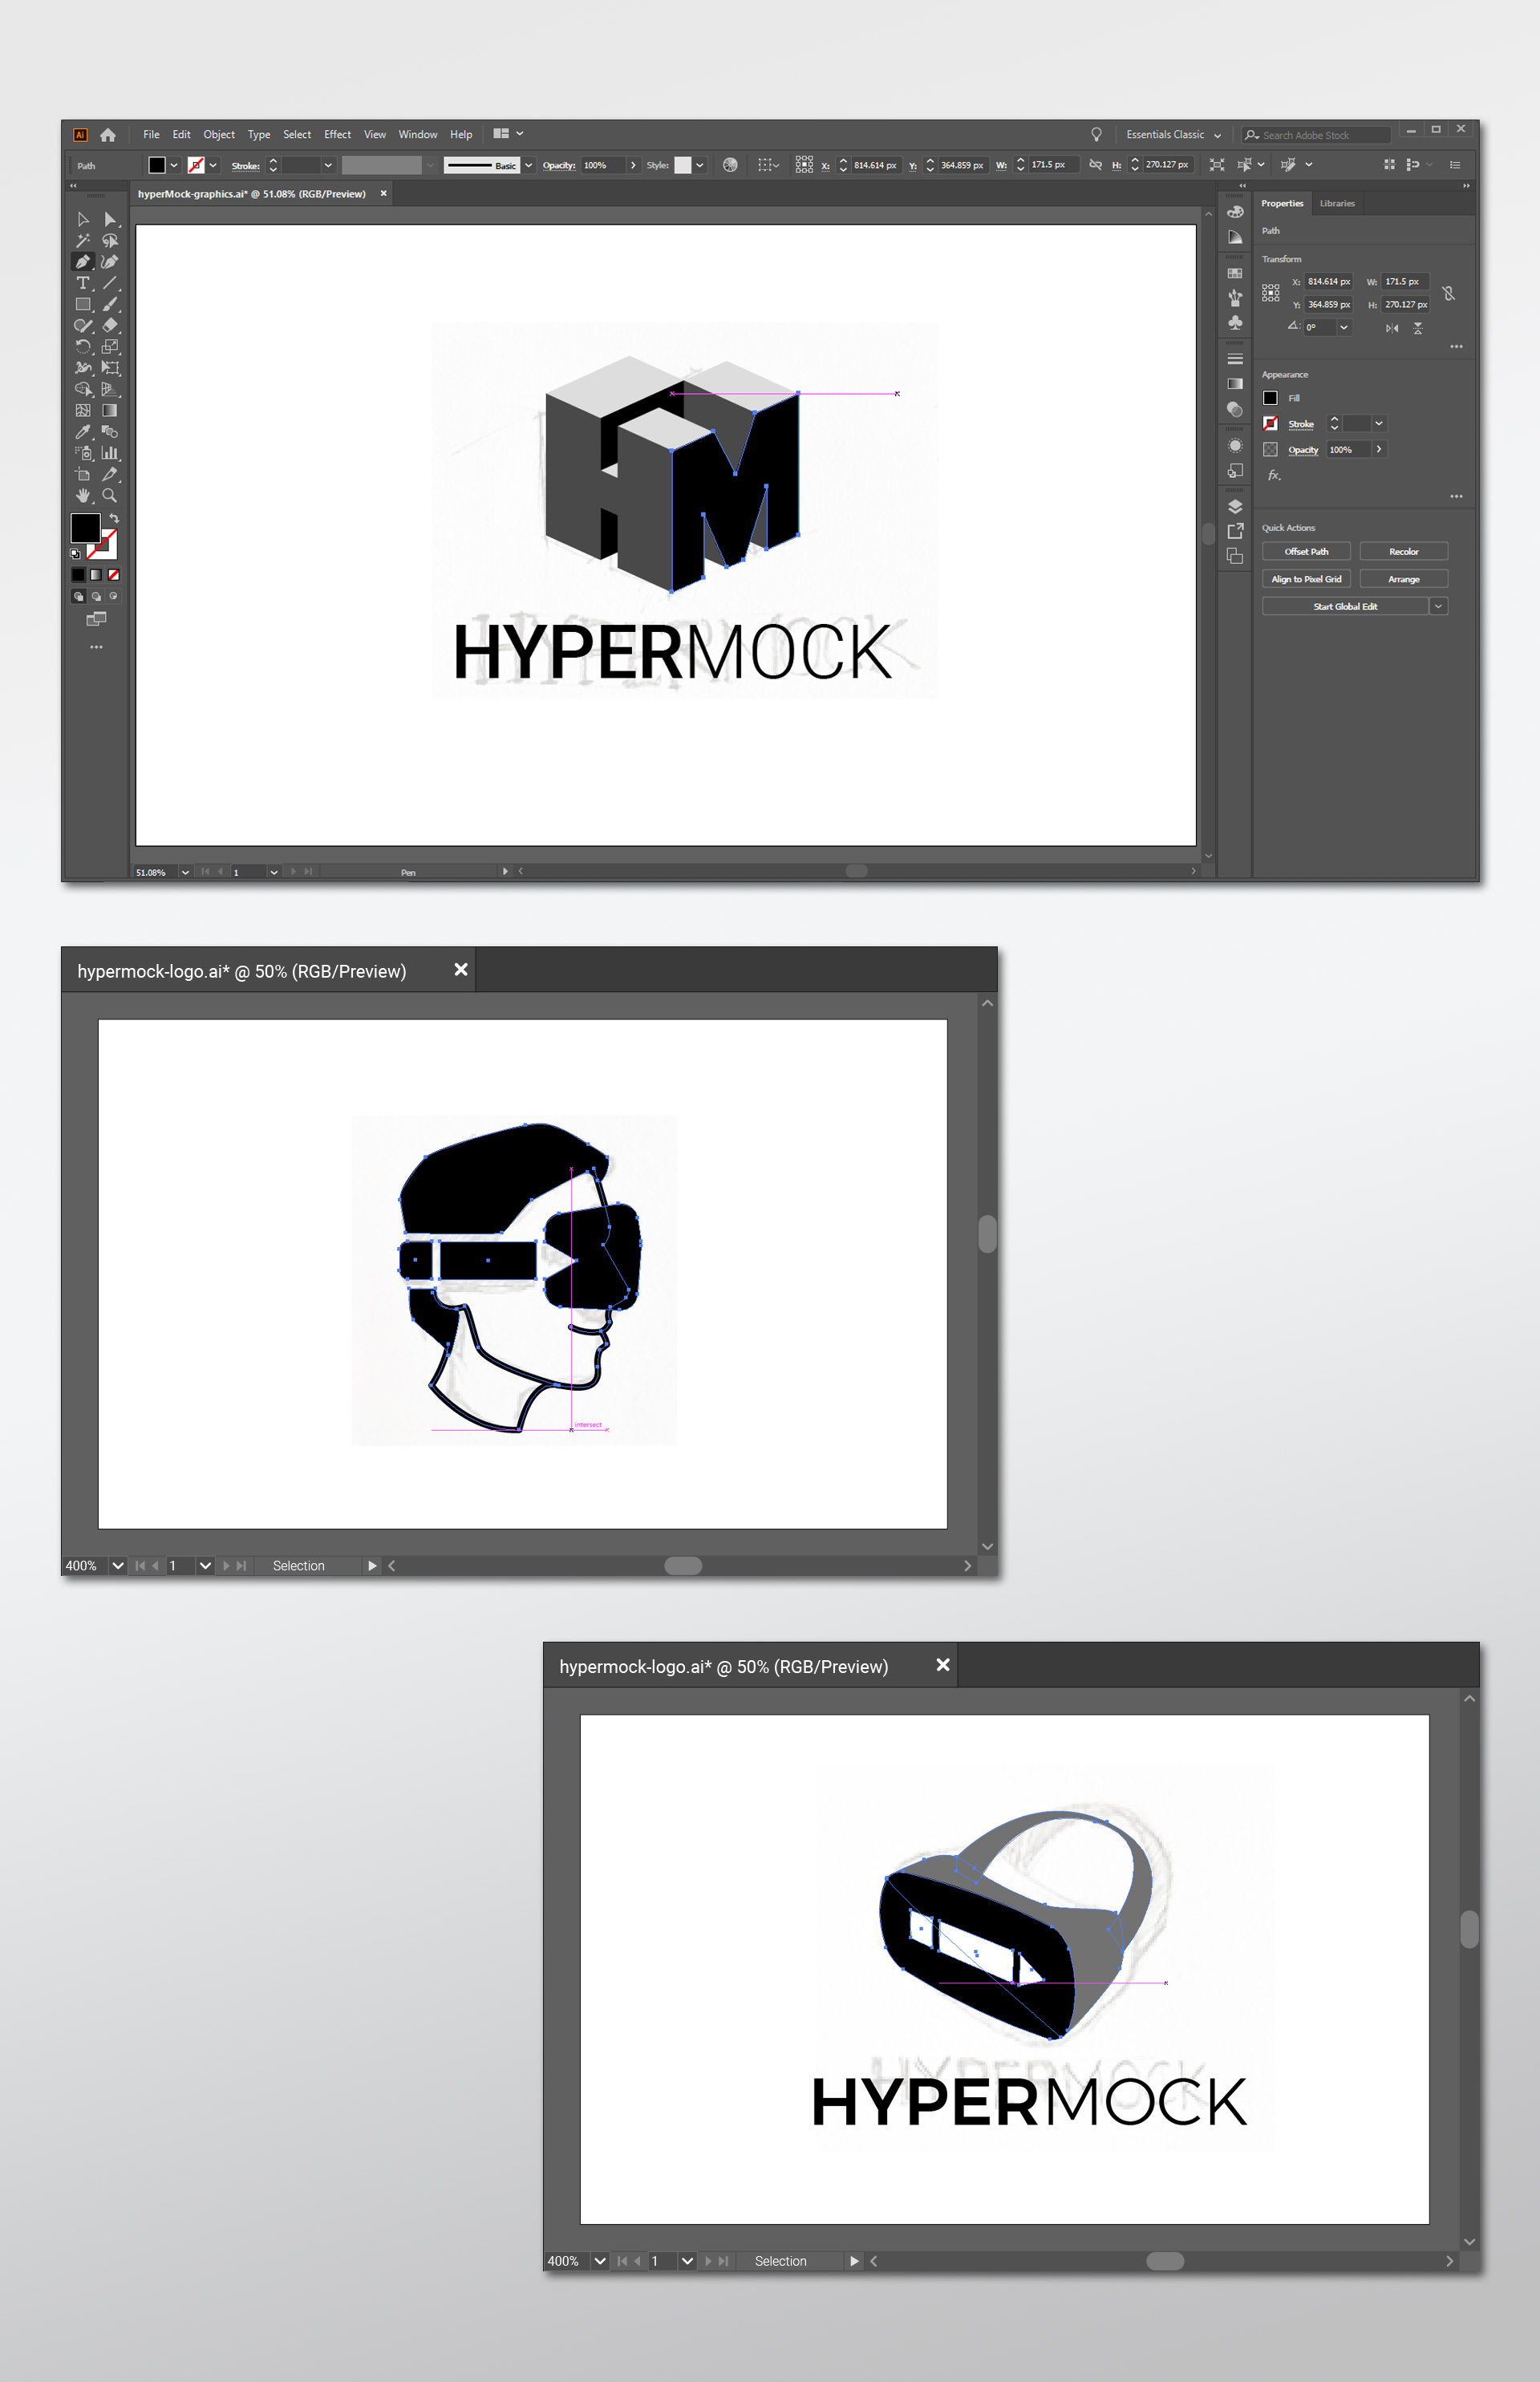 Ai File Edit Object Type Select Effect View Window Help Essentials Classic Search Adobe Stock
Path Stroke: Basic Opacity: 100% Style: X: 814.614 px Y: 364.859 px W: 171.5 px H: 270.127 px
hyperMock-graphics.ai* @ 51.08% (RGB/Preview) ×
Properties Libraries
Path
Transform
X: 814.614 px W: 171.5 px
Y: 364.859 px H: 270.127 px
0°
Appearance
Fill
Stroke
Opacity 100%
fx.
Quick Actions
Offset Path Recolor
Align to Pixel Grid Arrange
Start Global Edit
HM
HYPERMOCK
HYPERMOCK
51.08% 1 Pen
hypermock-logo.ai* @ 50% (RGB/Preview) ×
intersect
400% 1 Selection
hypermock-logo.ai* @ 50% (RGB/Preview) ×
HYPERMOCK
HYPERMOCK
400% 1 Selection